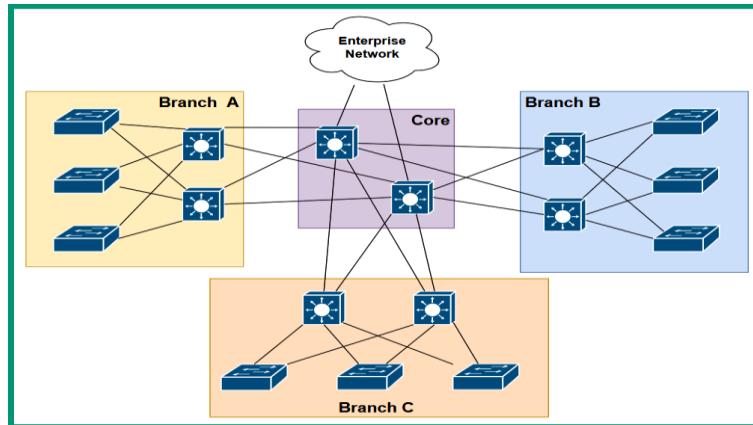 Enterprise
Network
Branch A
Core
Branch B
Branch C